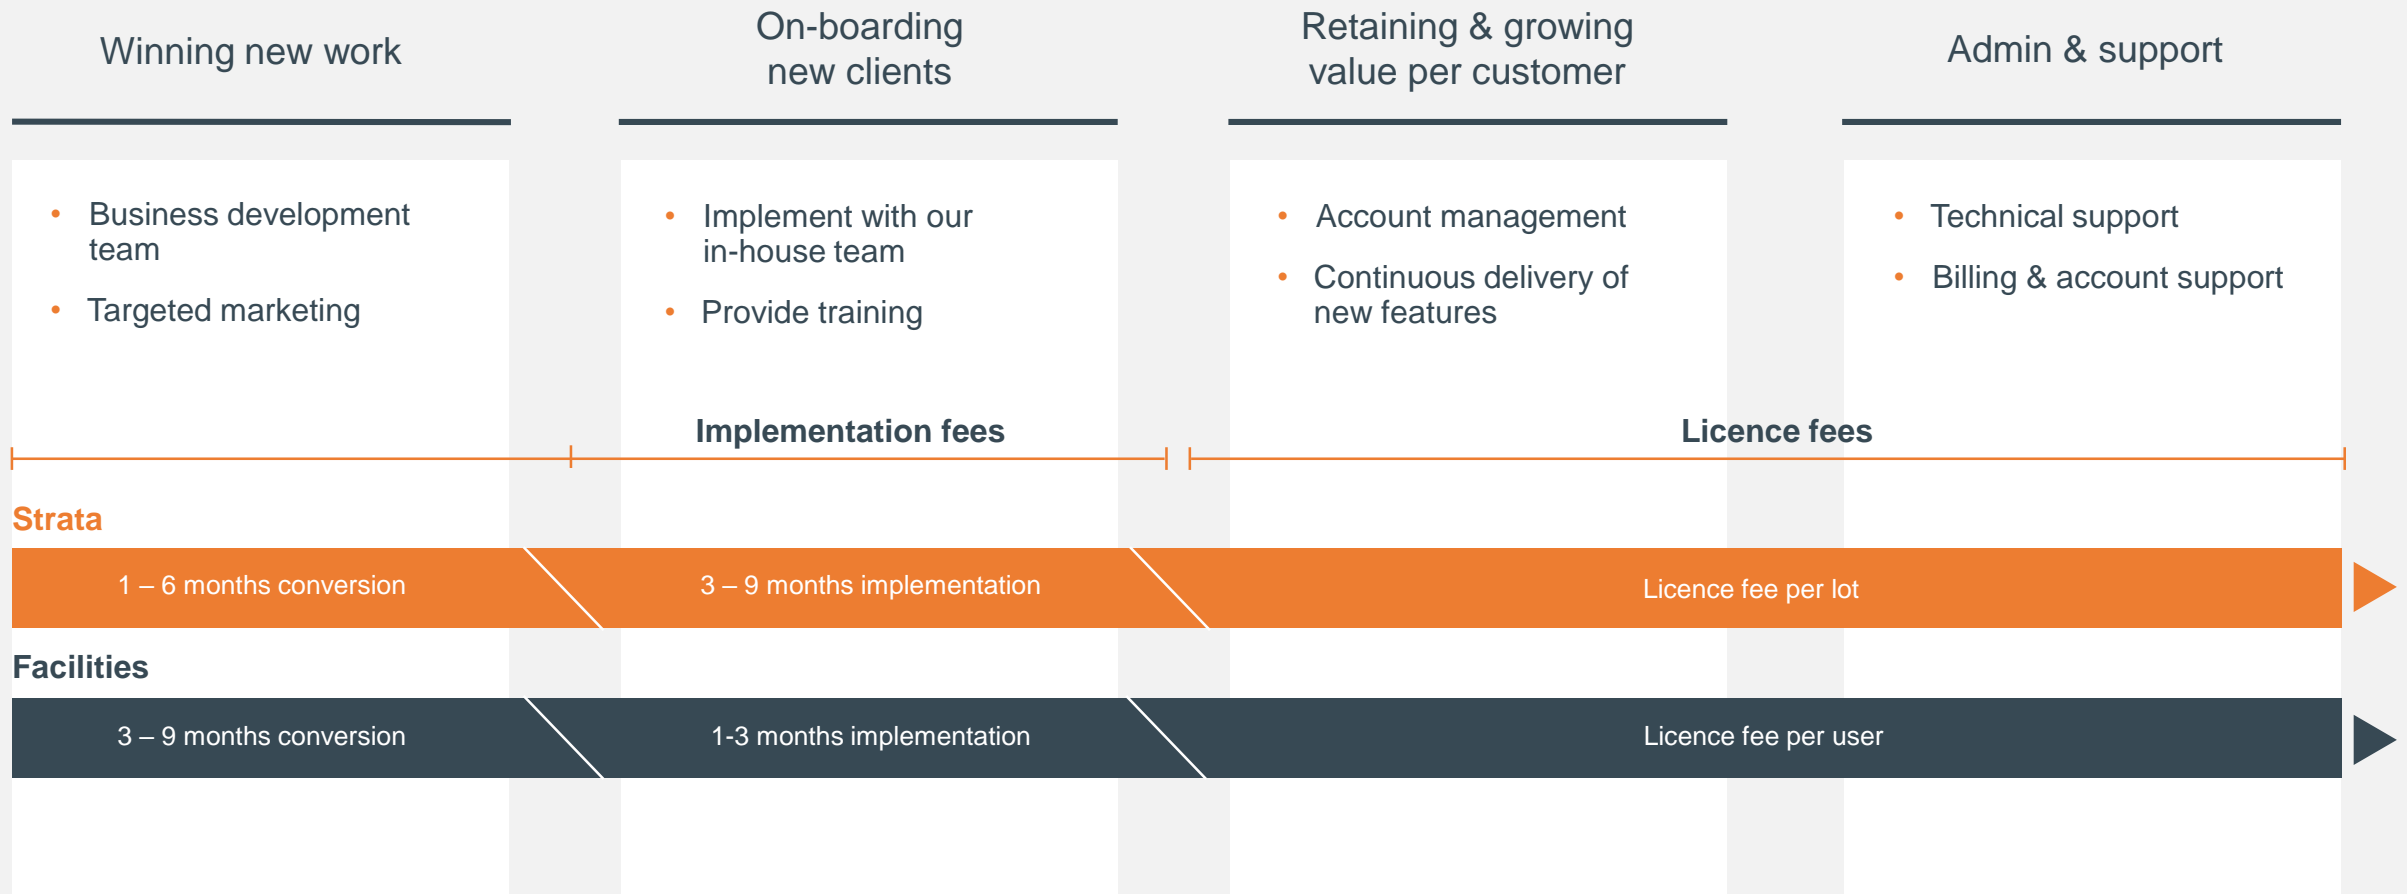 Winning new work
On-boarding
new clients
Retaining & growing
value per customer
Admin & support
• Business development
team
• Targeted marketing
• Implement with our
in-house team
• Provide training
• Account management
• Continuous delivery of
new features
• Technical support
• Billing & account support
Implementation fees
Licence fees
Strata
1 – 6 months conversion
3 – 9 months implementation
Licence fee per lot
Facilities
3 – 9 months conversion
1-3 months implementation
Licence fee per user